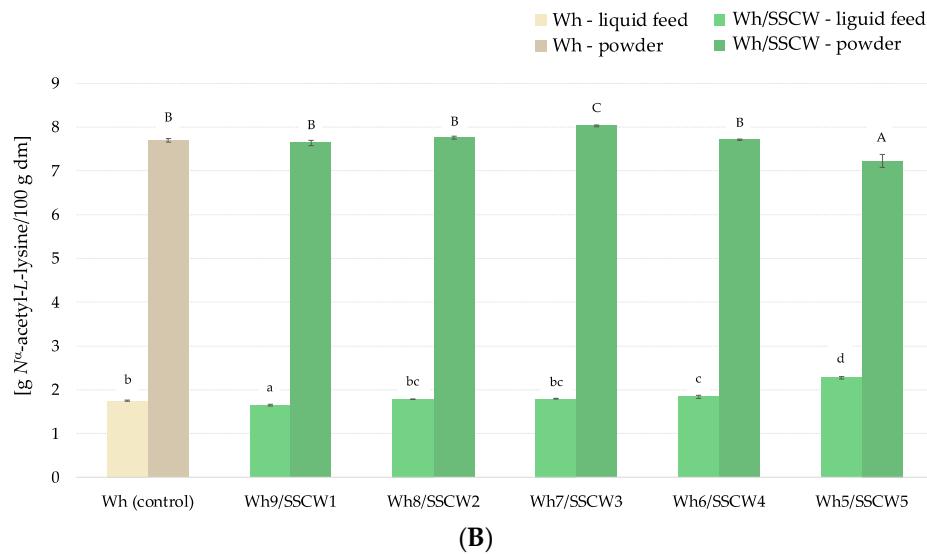 Wh - liquid feed Wh/SSCW - liguid feed
Wh - powder Wh/SSCW - powder
[g Nᵅ-acetyl-L-lysine/100 g dm]
9
8
7
6
5
4
3
2
1
0
B B B C B A
b a bc bc c d
Wh (control) Wh9/SSCW1 Wh8/SSCW2 Wh7/SSCW3 Wh6/SSCW4 Wh5/SSCW5
(B)